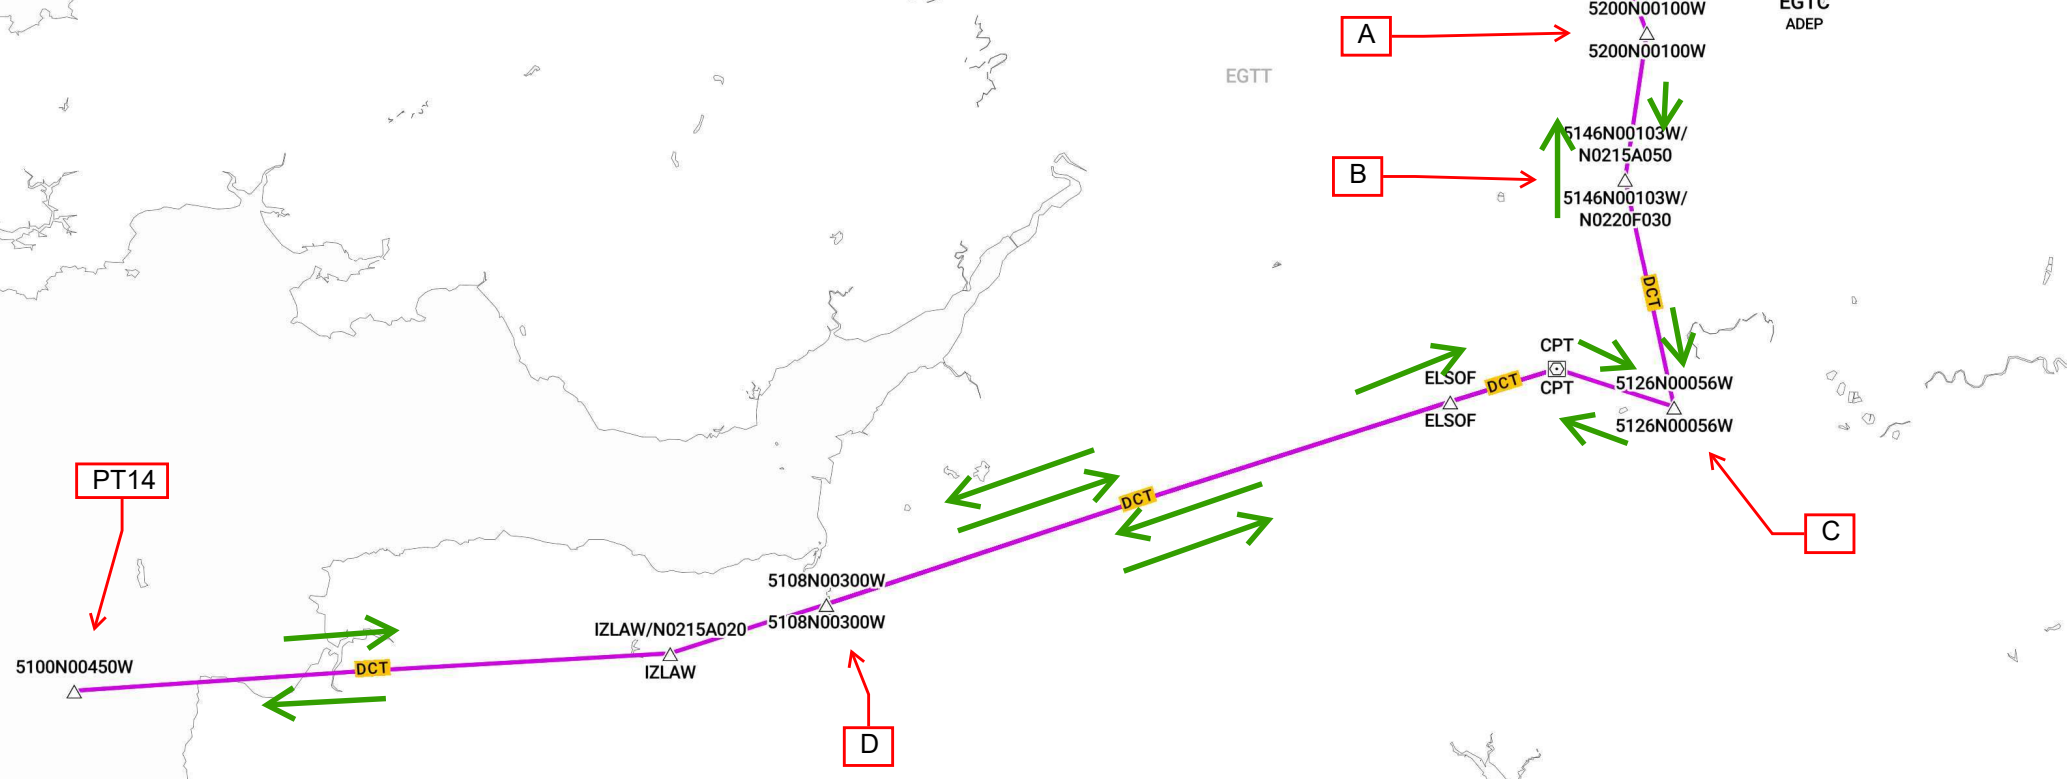 5200N00100W
EGTC
ADEP
A
5200N00100W
EGTT
5146N00103W/
N0215A050
B
5146N00103W/
N0220F030
DCT
CPT
ELSOF
DCT
CPT
5126N00056W
ELSOF
5126N00056W
PT14
DCT
C
5108N00300W
5108N00300W
IZLAW/N0215A020
5100N00450W
DCT
IZLAW
D